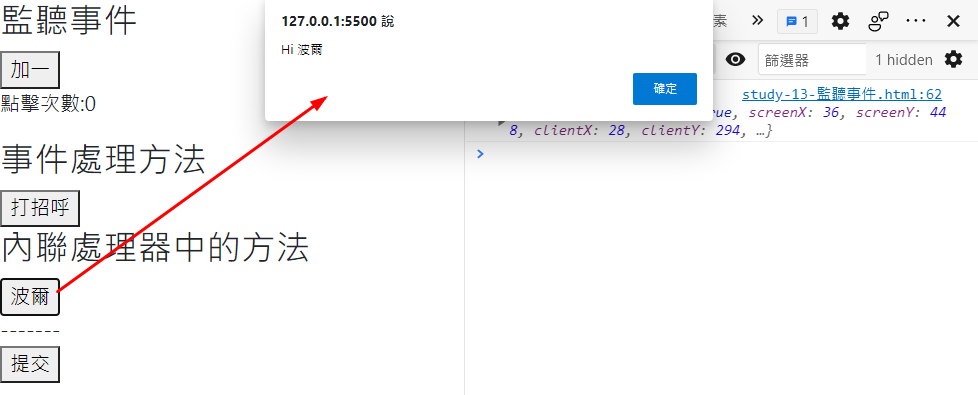 監聽事件
加一
點擊次數:0
事件處理方法
打招呼
內聯處理器中的方法
波爾
-------
提交
127.0.0.1:5500 說
Hi 波爾
確定
素
1
篩選器
1 hidden
study-13-監聽事件.html:62
rue, screenX: 36, screenY: 44
8, clientX: 28, clientY: 294, …}